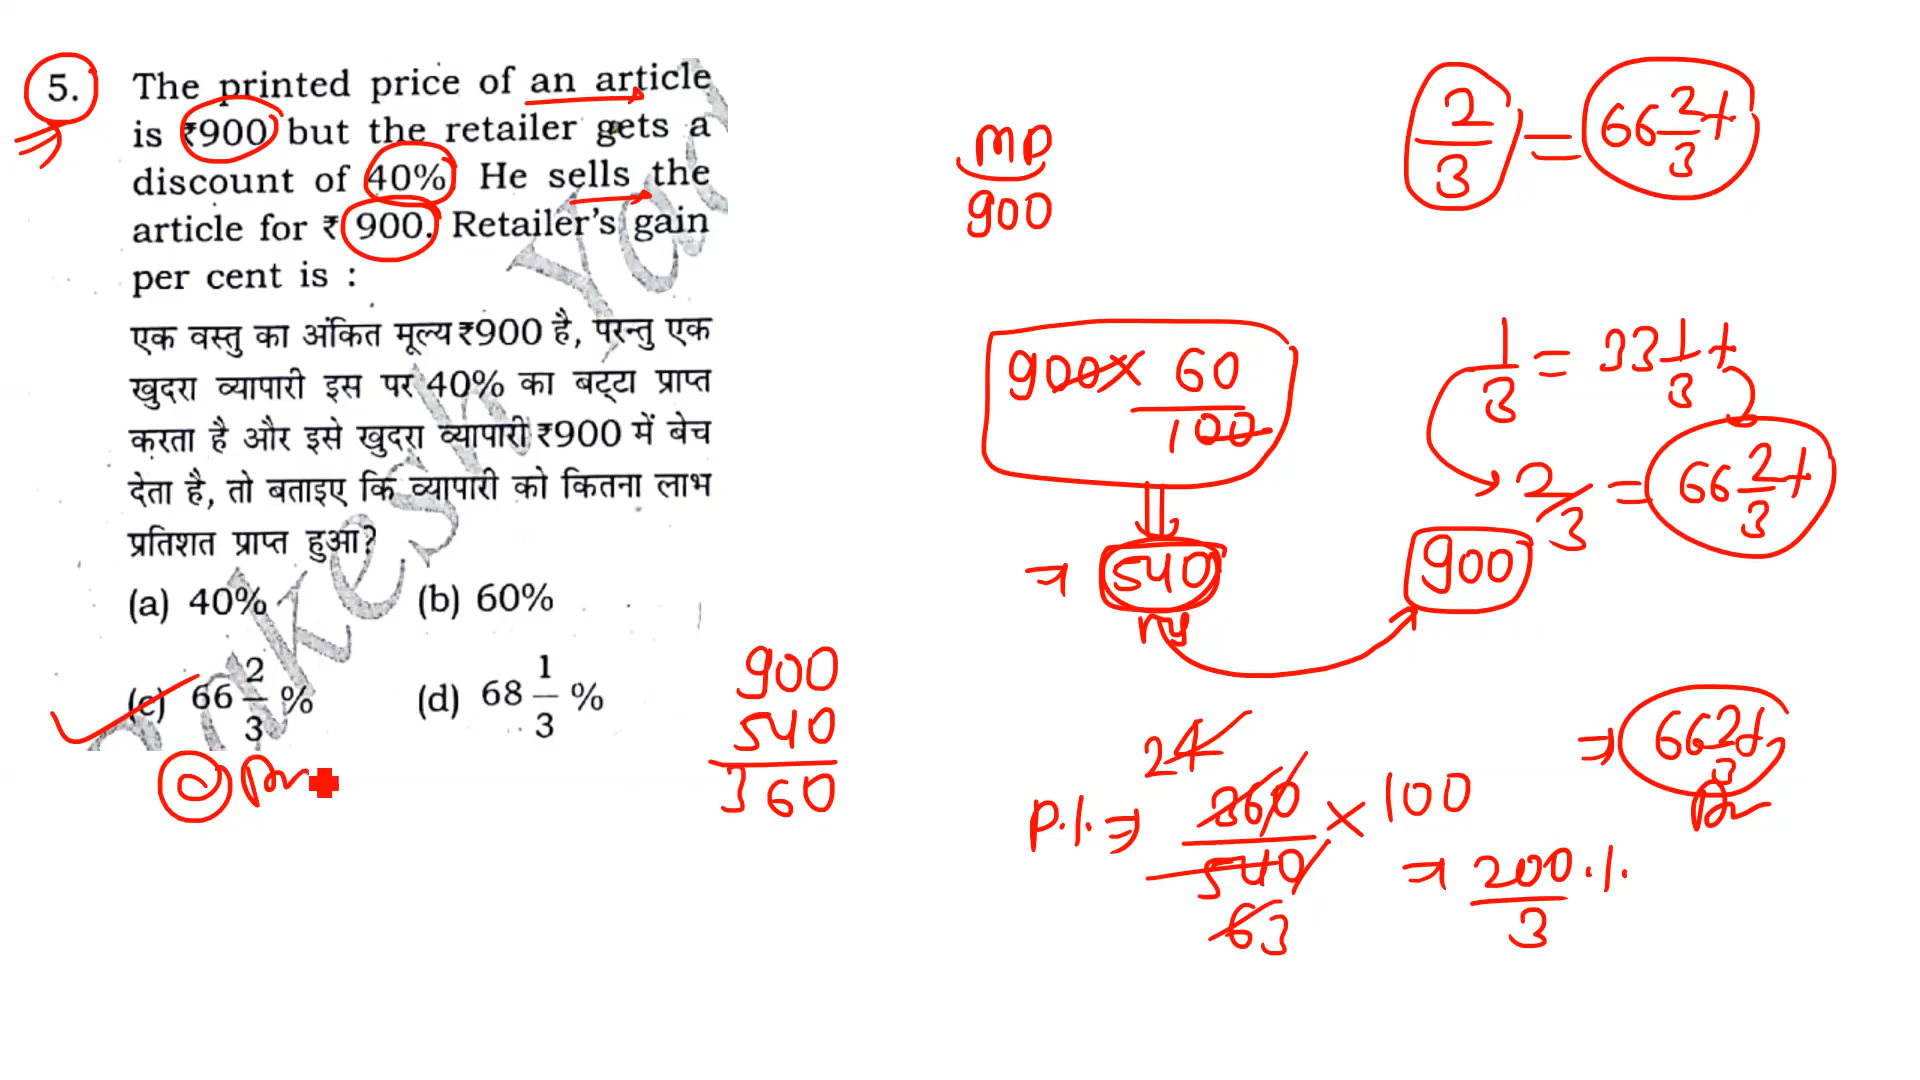 5. The printed price of an article
is ₹900 but the retailer gets a
discount of 40%. He sells the
article for ₹ 900. Retailer's gain
per cent is :
एक वस्तु का अंकित मूल्य ₹900 है, परन्तु एक
खुदरा व्यापारी इस पर 40% का बट्टा प्राप्त
करता है और इसे खुदरा व्यापारी ₹900 में बेच
देता है, तो बताइए कि व्यापारी को कितना लाभ
प्रतिशत प्राप्त हुआ?
(a) 40% (b) 60%
(c) 66 2/3 % (d) 68 1/3 %
MP
900
2/3 = 66 2/3 %
900 × 60/100
1/3 = 33 1/3 %
2/3 = 66 2/3 %
⇒ 540
900
900
540
360
P.%. ⇒ 360/540 × 100
24
63
⇒ 200/3 %
⇒ 66 2/3 %
Rakesh Yadav